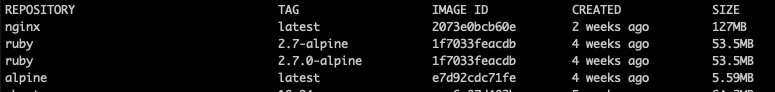 REPOSITORY TAG IMAGE ID CREATED SIZE
nginx latest 2073e0bcb60e 2 weeks ago 127MB
ruby 2.7-alpine 1f7033feacdb 4 weeks ago 53.5MB
ruby 2.7.0-alpine 1f7033feacdb 4 weeks ago 53.5MB
alpine latest e7d92cdc71fe 4 weeks ago 5.59MB